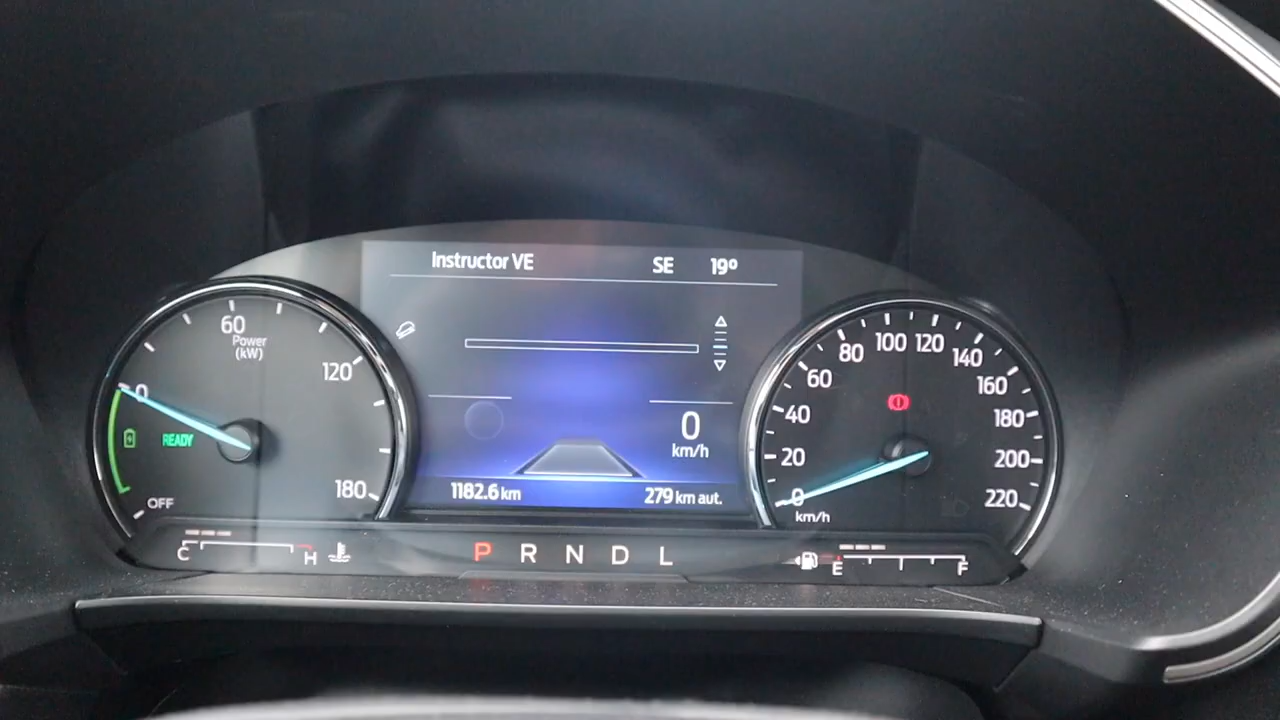 Instructor VE SE 19º
60
Power
(kW)
0 120
READY
180
OFF
0
km/h
1182.6 km 279 km aut.
0 20 40 60 80 100 120 140 160 180 200 220
km/h
C H
P R N D L
E F